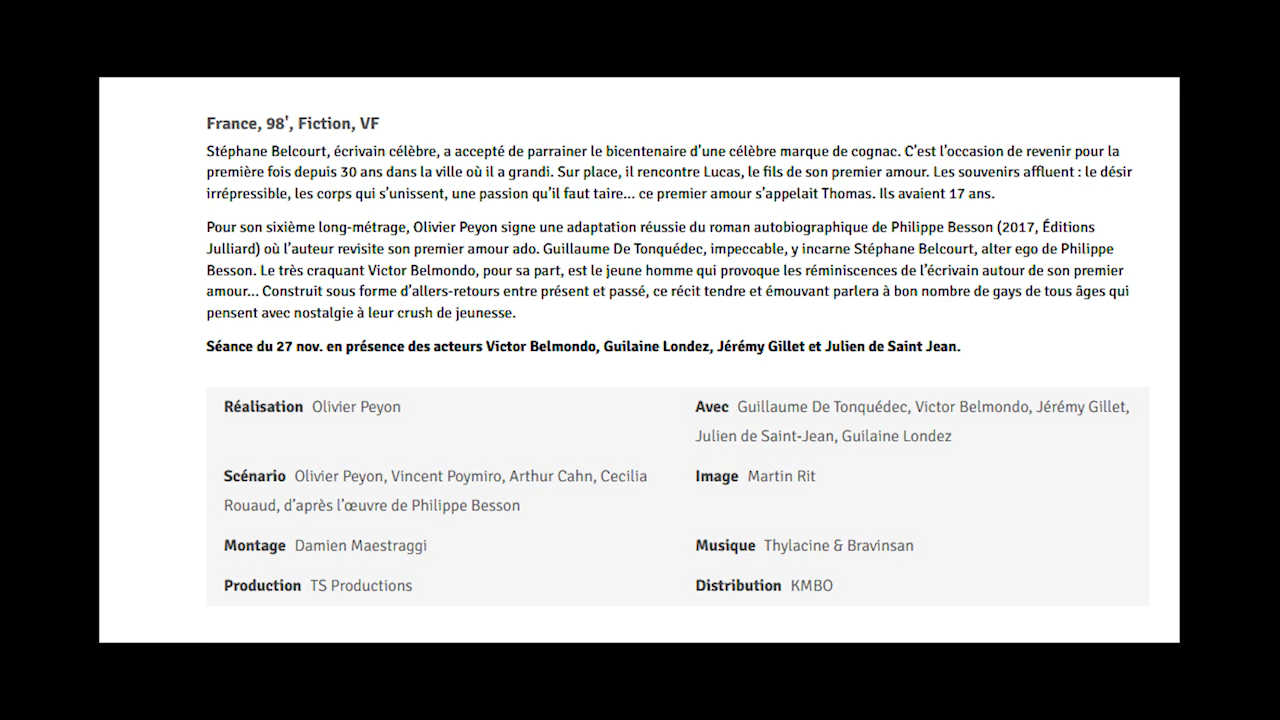 France, 98', Fiction, VF
Stéphane Belcourt, écrivain célèbre, a accepté de parrainer le bicentenaire d'une célèbre marque de cognac. C'est l'occasion de revenir pour la
première fois depuis 30 ans dans la ville où il a grandi. Sur place, il rencontre Lucas, le fils de son premier amour. Les souvenirs affluent : le désir
irrépressible, les corps qui s'unissent, une passion qu'il faut taire... ce premier amour s'appelait Thomas. Ils avaient 17 ans.
Pour son sixième long-métrage, Olivier Peyon signe une adaptation réussie du roman autobiographique de Philippe Besson (2017, Éditions
Julliard) où l'auteur revisite son premier amour ado. Guillaume De Tonquédec, impeccable, y incarne Stéphane Belcourt, alter ego de Philippe
Besson. Le très craquant Victor Belmondo, pour sa part, est le jeune homme qui provoque les réminiscences de l'écrivain autour de son premier
amour... Construit sous forme d'allers-retours entre présent et passé, ce récit tendre et émouvant parlera à bon nombre de gays de tous âges qui
pensent avec nostalgie à leur crush de jeunesse.
Séance du 27 nov. en présence des acteurs Victor Belmondo, Guilaine Londez, Jérémy Gillet et Julien de Saint Jean.
Réalisation Olivier Peyon
Avec Guillaume De Tonquédec, Victor Belmondo, Jérémy Gillet,
Julien de Saint-Jean, Guilaine Londez
Scénario Olivier Peyon, Vincent Poymiro, Arthur Cahn, Cecilia
Rouaud, d'après l'œuvre de Philippe Besson
Image Martin Rit
Montage Damien Maestraggi
Musique Thylacine & Bravinsan
Production TS Productions
Distribution KMBO